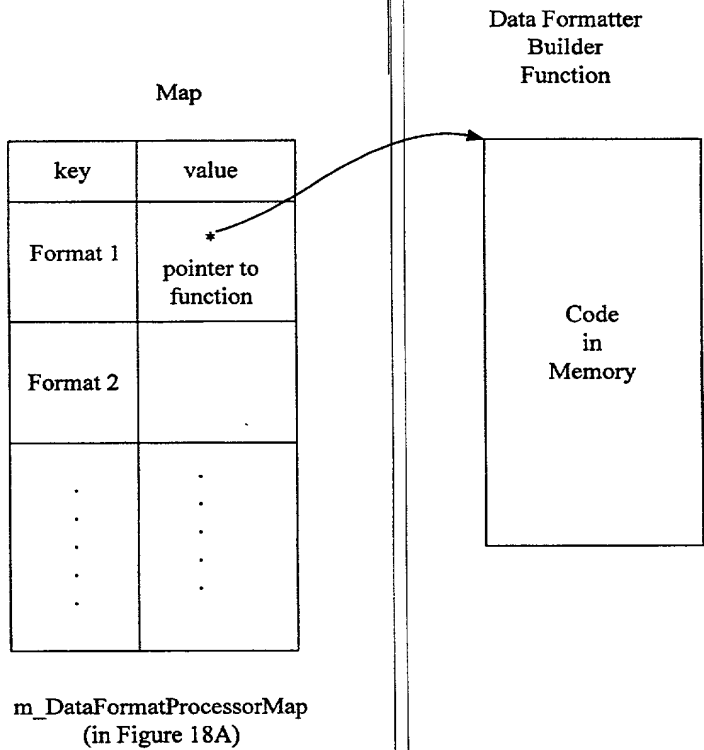 Data Formatter
Builder
Function
Map
key
value
Format 1
*
pointer to
function
Format 2
Code
in
Memory
m_DataFormatProcessorMap
(in Figure 18A)